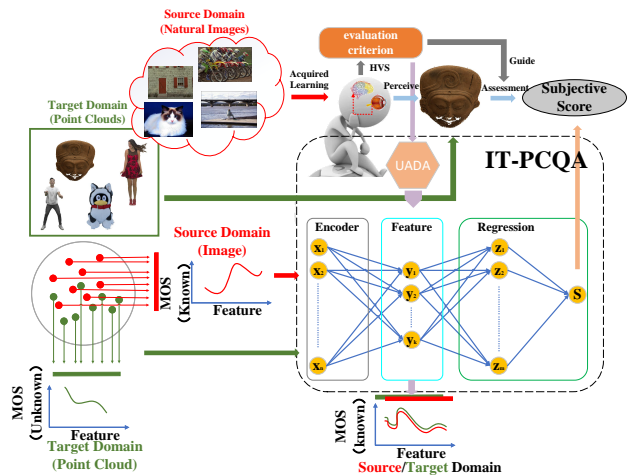 Source Domain
(Natural Images)
evaluation
criterion
HVS
Guide
Acquired
Learning
Perceive
Assessment
Subjective
Score
Target Domain
(Point Clouds)
UADA
IT-PCQA
Encoder
Feature
Regression
x₁
x₂
xₙ
y₁
y₂
yₖ
z₁
z₂
zₘ
S
Source Domain
(Image)
MOS
(Known)
Feature
MOS
(Unknown)
Feature
Target Domain
(Point Cloud)
MOS
(known)
Feature
Source/Target Domain